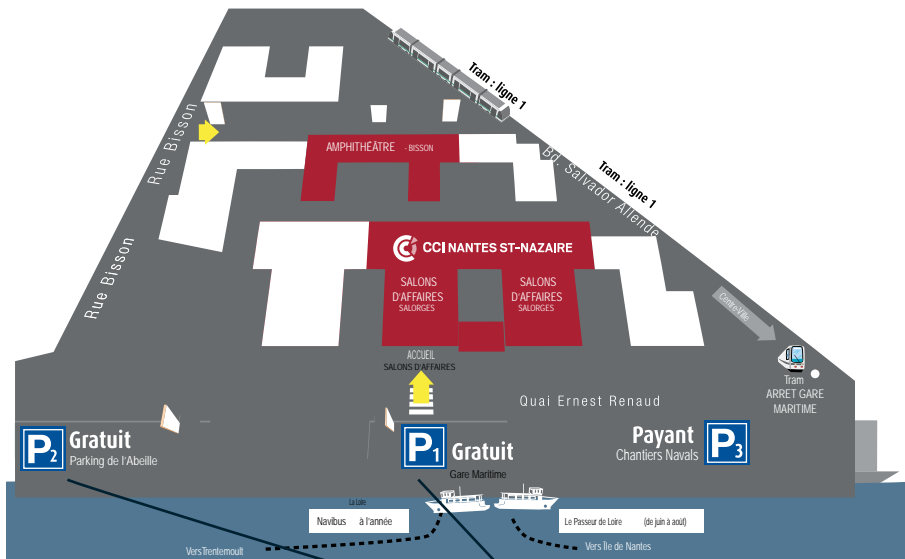 Tram : ligne 1
Rue Bisson
AMPHITHÉÂTRE - BISSON
Bd. Salvador Allende
Tram : ligne 1
CCI NANTES ST-NAZAIRE
Rue Bisson
SALONS
D'AFFAIRES
SALORGES
SALONS
D'AFFAIRES
SALORGES
Centre-Ville
ACCUEIL
SALONS D'AFFAIRES
Tram
ARRET GARE
MARITIME
Quai Ernest Renaud
P2 Gratuit
Parking de l'Abeille
P1 Gratuit
Gare Maritime
Payant P3
Chantiers Navals
La Loire
Navibus à l'année
Le Passeur de Loire (de juin à août)
Vers Trentemoult
Vers Île de Nantes